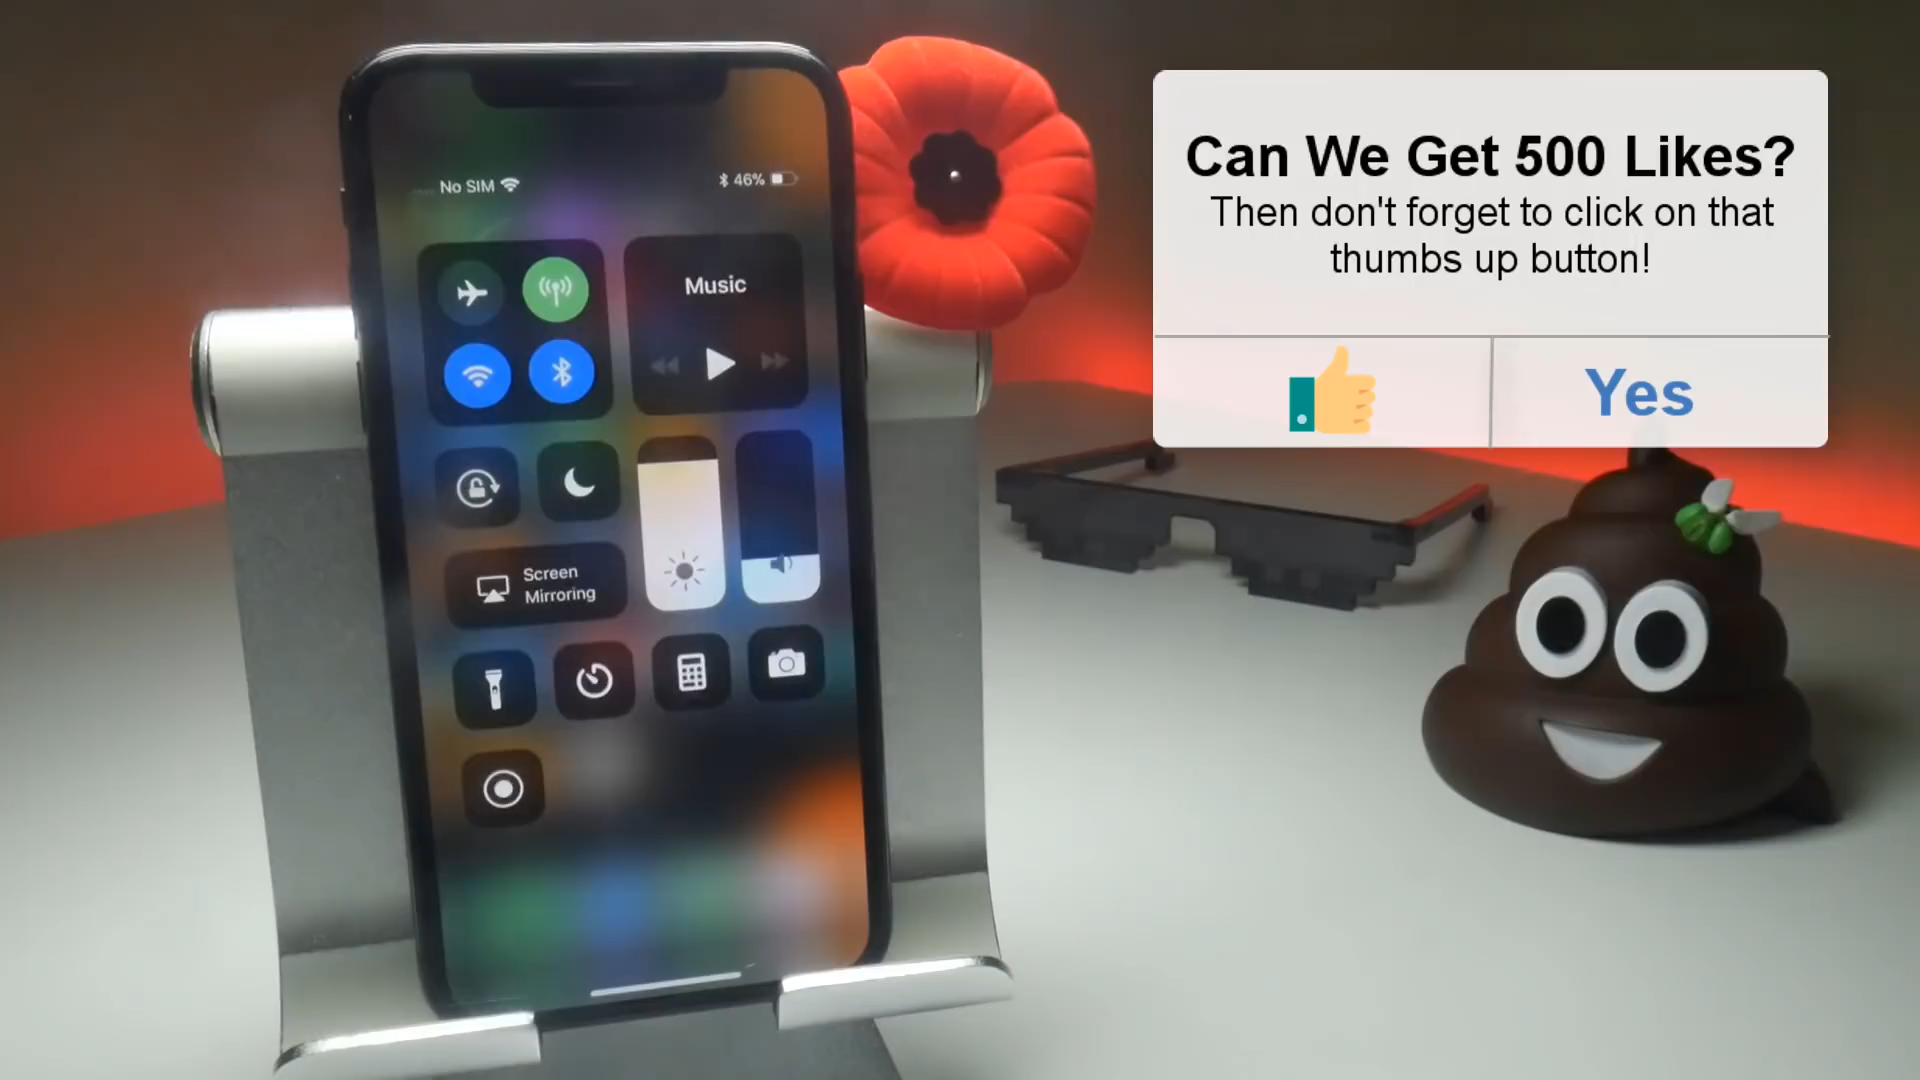 No SIM
46%
Music
Screen
Mirroring
Can We Get 500 Likes?
Then don't forget to click on that
thumbs up button!
Yes